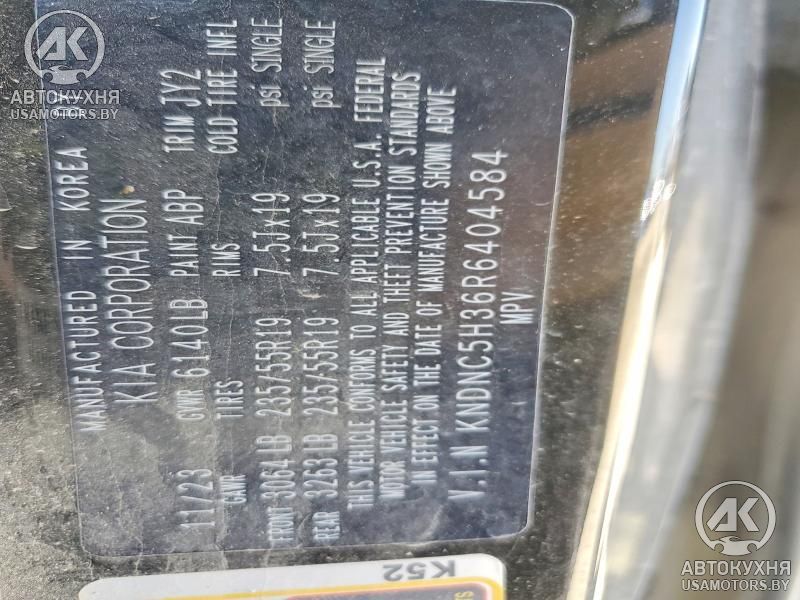 MANUFACTURED IN KOREA
KIA CORPORATION
11/23 GVWR 6140LB PAINT ABP TRIM JY2
GAWR TIRES RIMS COLD TIRE INFL
FRONT 3064LB 235/55R19 7.5Jx19 psi SINGLE
REAR 3263LB 235/55R19 7.5Jx19 psi SINGLE
THIS VEHICLE CONFORMS TO ALL APPLICABLE U.S.A. FEDERAL
MOTOR VEHICLE SAFETY AND THEFT PREVENTION STANDARDS
IN EFFECT ON THE DATE OF MANUFACTURE SHOWN ABOVE
V.I.N KNDNC5H36R6404584
MPV
K52
AK
АВТОКУХНЯ
USAMOTORS.BY
AK
АВТОКУХНЯ
USAMOTORS.BY